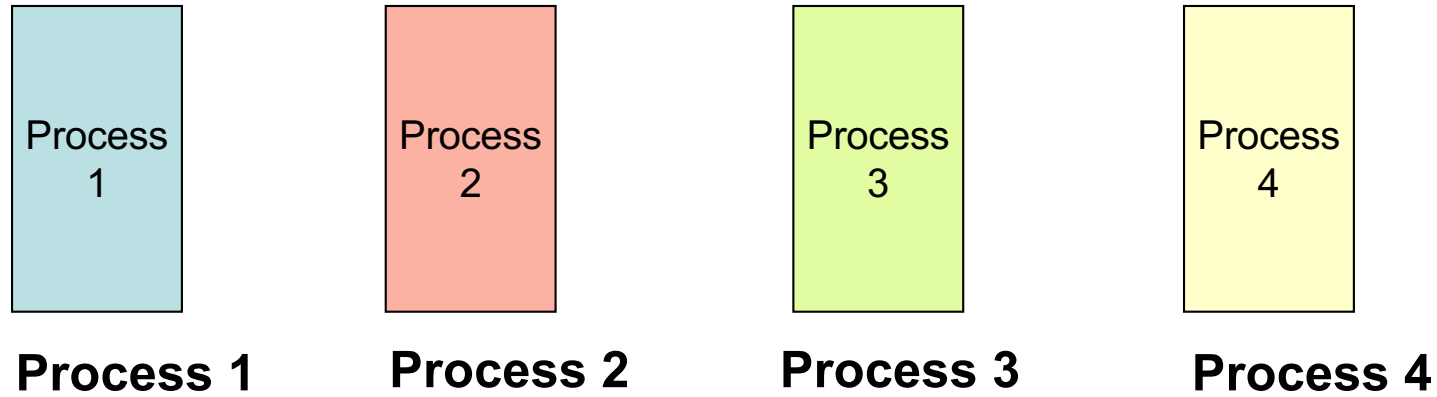 Process
1
Process
2
Process
3
Process
4
Process 1
Process 2
Process 3
Process 4